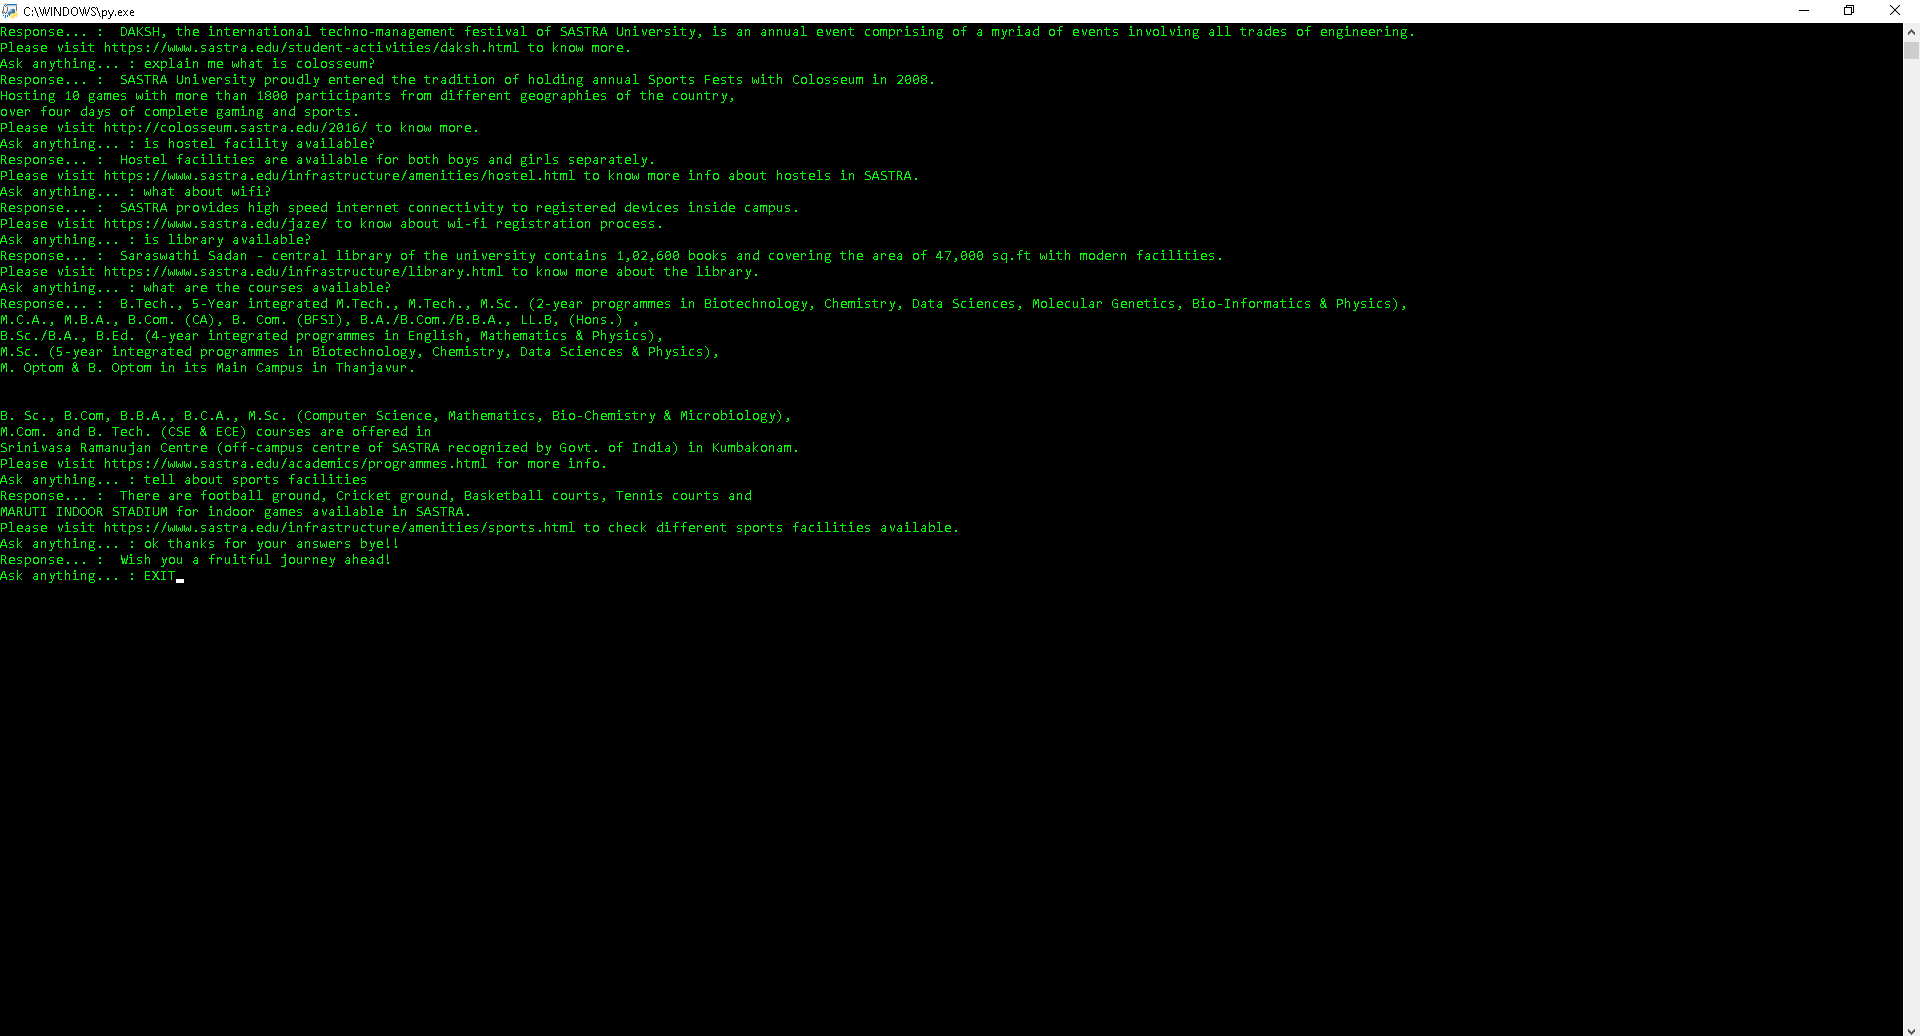 C:\WINDOWS\py.exe
Response... :  DAKSH, the international techno-management festival of SASTRA University, is an annual event comprising of a myriad of events involving all trades of engineering.
Please visit https://www.sastra.edu/student-activities/daksh.html to know more.
Ask anything... : explain me what is colosseum?
Response... :  SASTRA University proudly entered the tradition of holding annual Sports Fests with Colosseum in 2008.
Hosting 10 games with more than 1800 participants from different geographies of the country,
over four days of complete gaming and sports.
Please visit http://colosseum.sastra.edu/2016/ to know more.
Ask anything... : is hostel facility available?
Response... :  Hostel facilities are available for both boys and girls separately.
Please visit https://www.sastra.edu/infrastructure/amenities/hostel.html to know more info about hostels in SASTRA.
Ask anything... : what about wifi?
Response... :  SASTRA provides high speed internet connectivity to registered devices inside campus.
Please visit https://www.sastra.edu/jaze/ to know about wi-fi registration process.
Ask anything... : is library available?
Response... :  Saraswathi Sadan - central library of the university contains 1,02,600 books and covering the area of 47,000 sq.ft with modern facilities.
Please visit https://www.sastra.edu/infrastructure/library.html to know more about the library.
Ask anything... : what are the courses available?
Response... :  B.Tech., 5-Year integrated M.Tech., M.Tech., M.Sc. (2-year programmes in Biotechnology, Chemistry, Data Sciences, Molecular Genetics, Bio-Informatics & Physics),
M.C.A., M.B.A., B.Com. (CA), B. Com. (BFSI), B.A./B.Com./B.B.A., LL.B, (Hons.) ,
B.Sc./B.A., B.Ed. (4-year integrated programmes in English, Mathematics & Physics),
M.Sc. (5-year integrated programmes in Biotechnology, Chemistry, Data Sciences & Physics),
M. Optom & B. Optom in its Main Campus in Thanjavur.
B. Sc., B.Com, B.B.A., B.C.A., M.Sc. (Computer Science, Mathematics, Bio-Chemistry & Microbiology),
M.Com. and B. Tech. (CSE & ECE) courses are offered in
Srinivasa Ramanujan Centre (off-campus centre of SASTRA recognized by Govt. of India) in Kumbakonam.
Please visit https://www.sastra.edu/academics/programmes.html for more info.
Ask anything... : tell about sports facilities
Response... :  There are football ground, Cricket ground, Basketball courts, Tennis courts and
MARUTI INDOOR STADIUM for indoor games available in SASTRA.
Please visit https://www.sastra.edu/infrastructure/amenities/sports.html to check different sports facilities available.
Ask anything... : ok thanks for your answers bye!!
Response... :  Wish you a fruitful journey ahead!
Ask anything... : EXIT